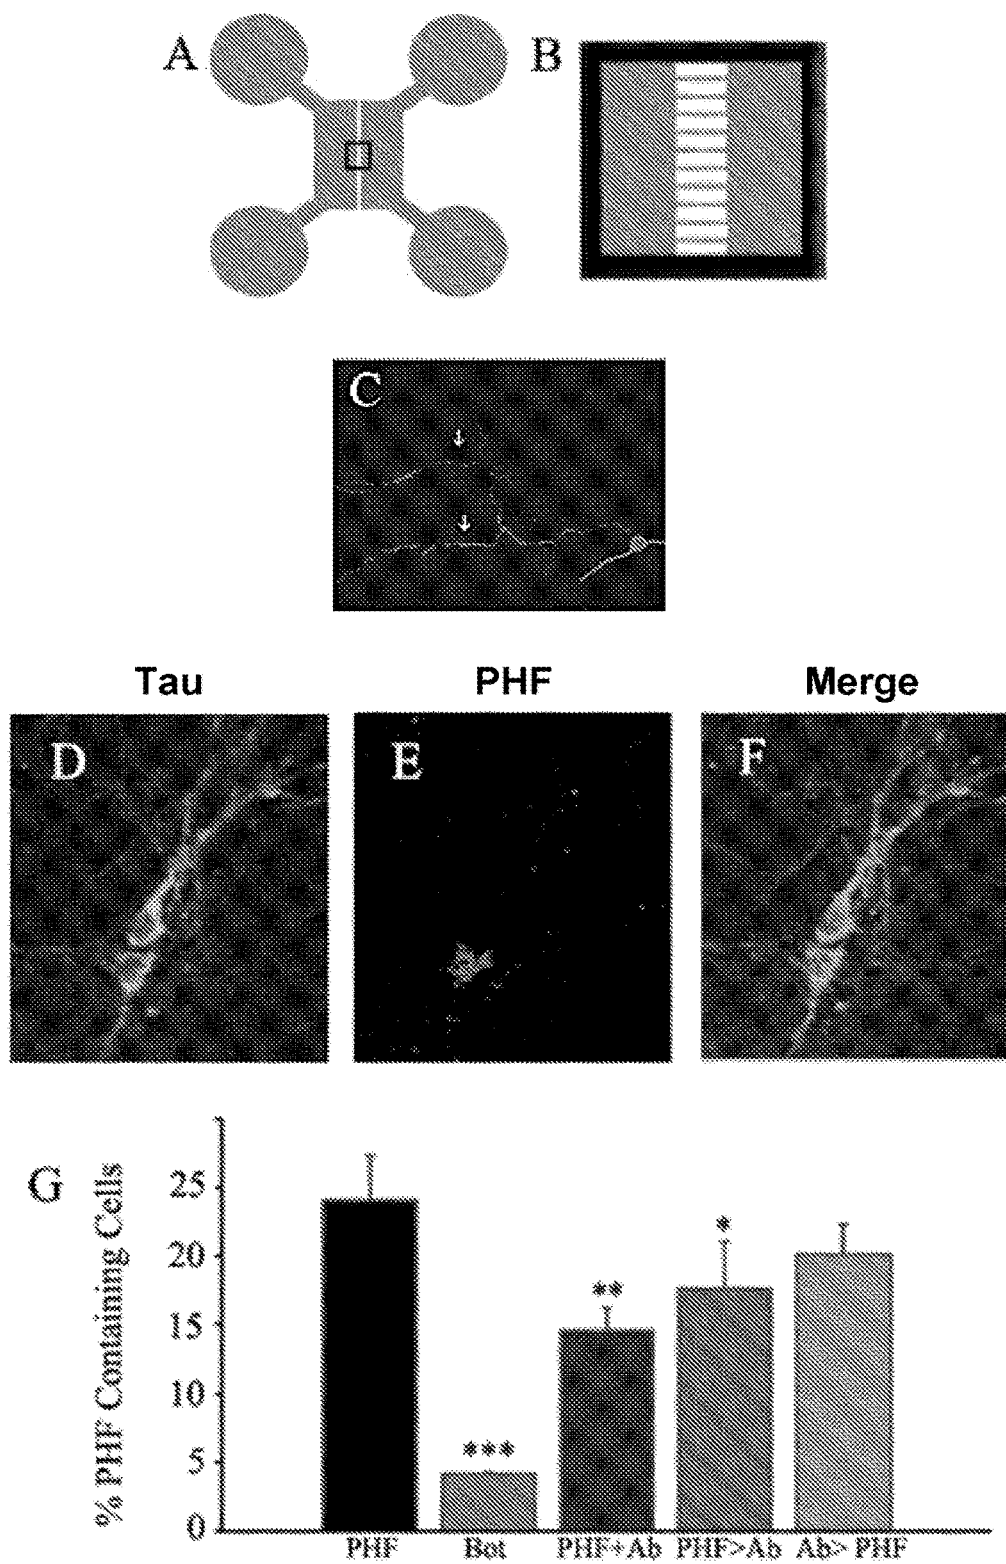 A
B
C
Tau PHF Merge
D
E
F
G
% PHF Containing Cells
25
20
15
10
5
0
*** ** *
PHF Bot PHF+Ab PHF>Ab Ab> PHF